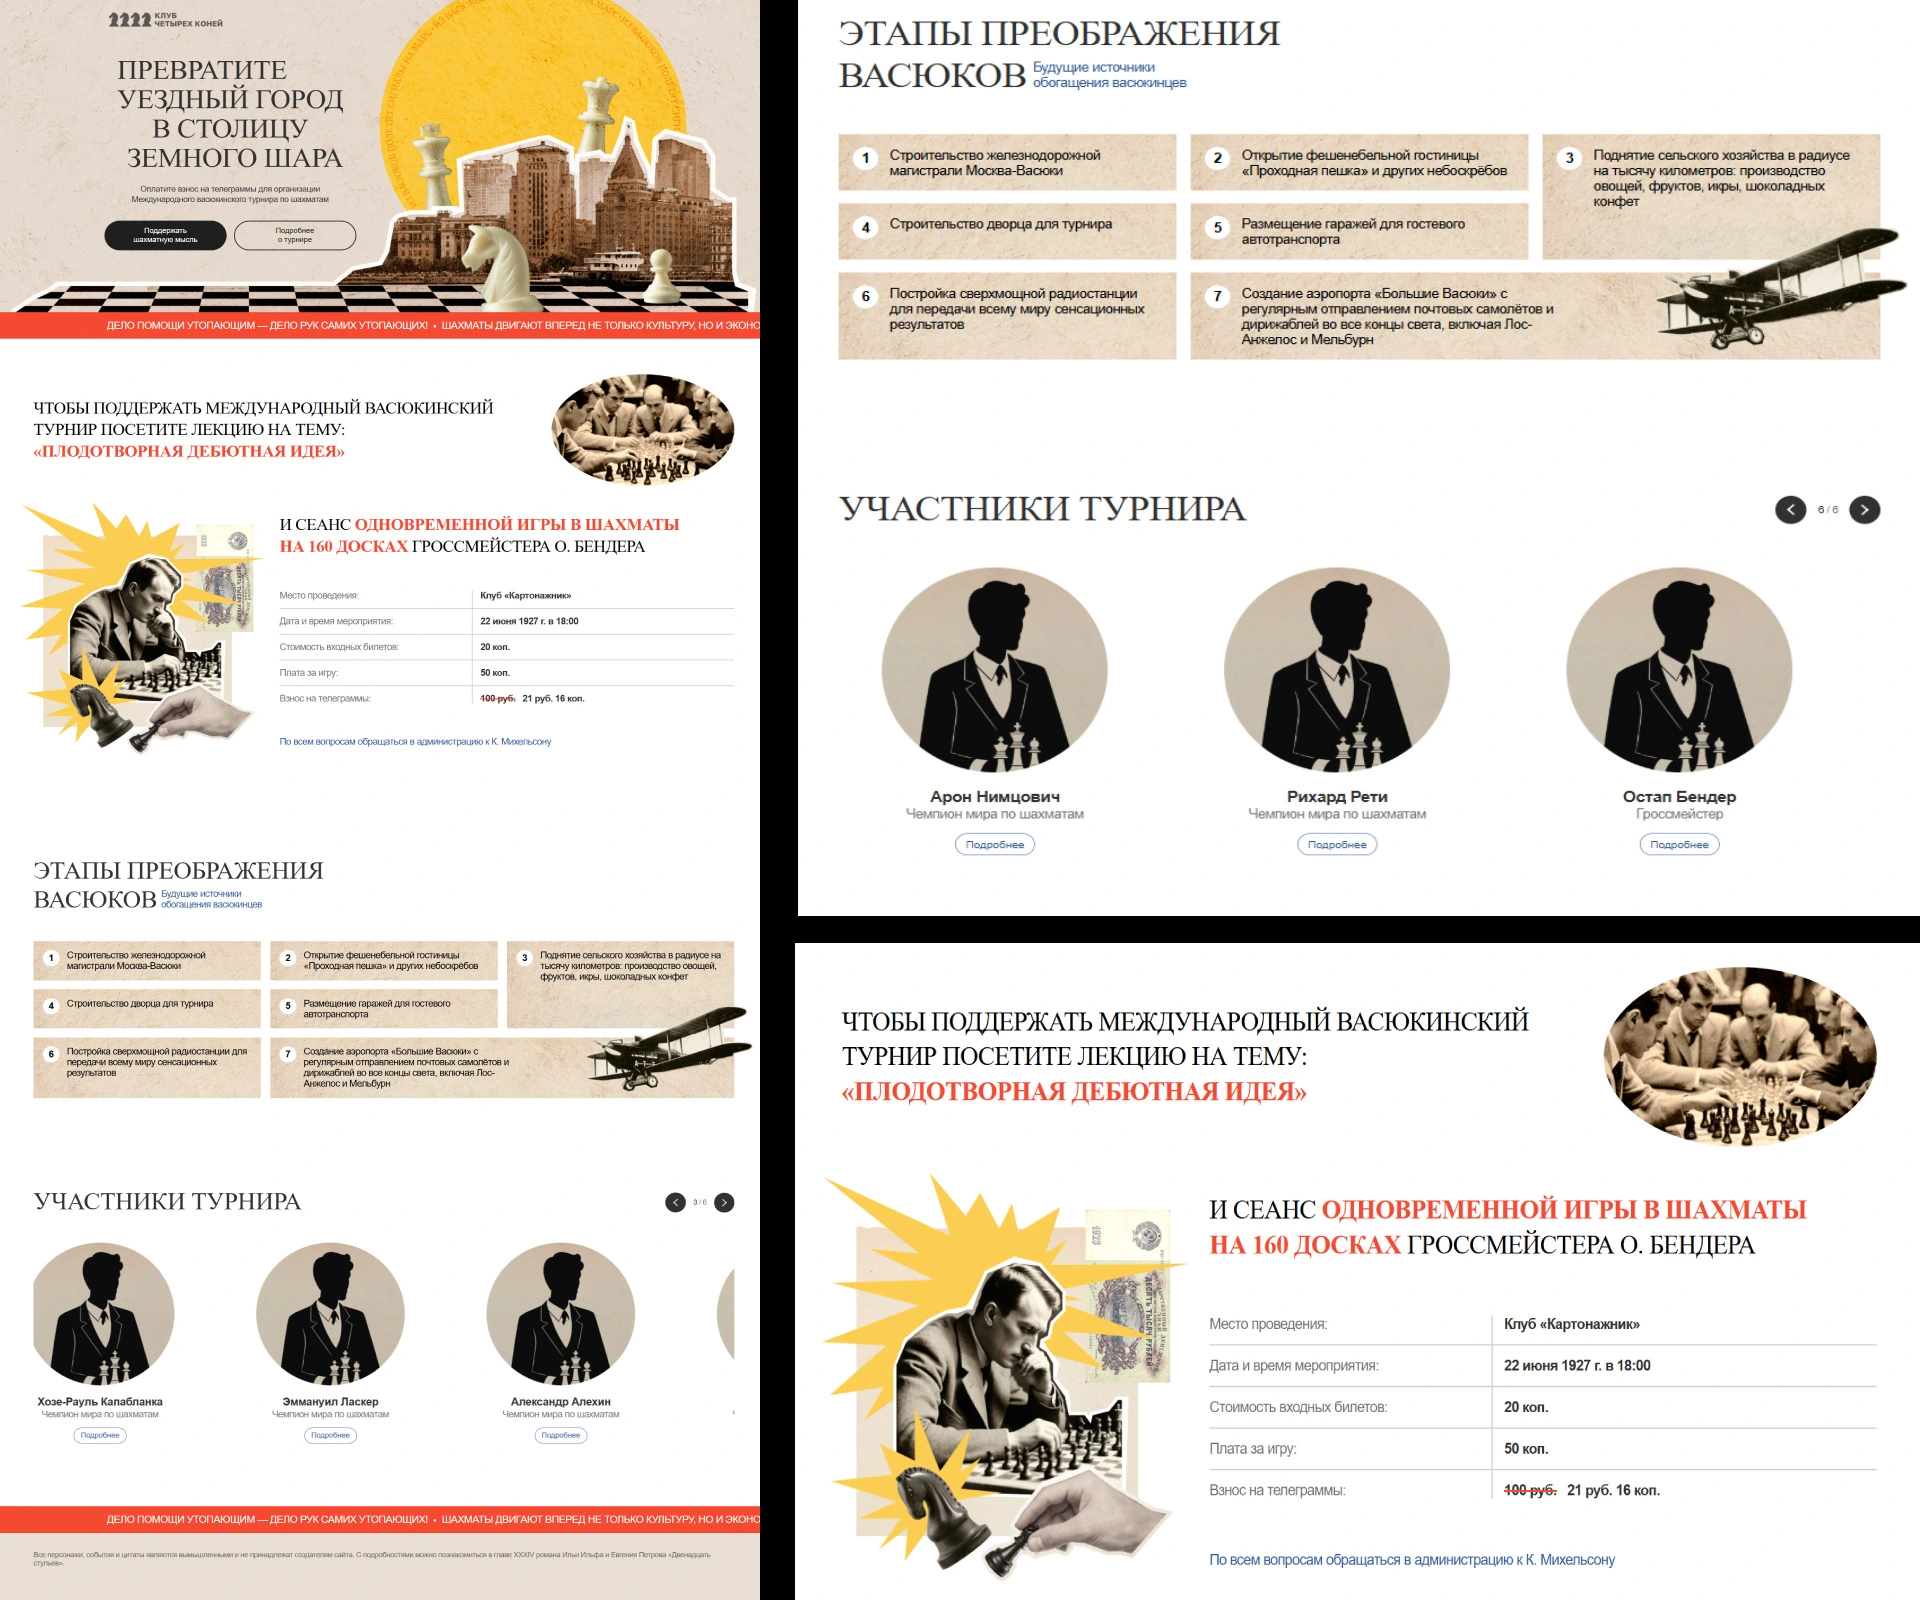 2222 КЛУБ
ЧЕТЫРЕХ КОНЕЙ
ПРЕВРАТИТЕ
УЕЗДНЫЙ ГОРОД
В СТОЛИЦУ
ЗЕМНОГО ШАРА
Оплатите взнос на телеграммы для организации
Международного васюкинского турнира по шахматам
Поддержать
шахматную мысль
Подробнее
о турнире
ДЕЛО ПОМОЩИ УТОПАЮЩИМ — ДЕЛО РУК САМИХ УТОПАЮЩИХ! • ШАХМАТЫ ДВИГАЮТ ВПЕРЕД НЕ ТОЛЬКО КУЛЬТУРУ, НО И ЭКОНО
ЧТОБЫ ПОДДЕРЖАТЬ МЕЖДУНАРОДНЫЙ ВАСЮКИНСКИЙ
ТУРНИР ПОСЕТИТЕ ЛЕКЦИЮ НА ТЕМУ:
«ПЛОДОТВОРНАЯ ДЕБЮТНАЯ ИДЕЯ»
И СЕАНС ОДНОВРЕМЕННОЙ ИГРЫ В ШАХМАТЫ
НА 160 ДОСКАХ ГРОССМЕЙСТЕРА О. БЕНДЕРА
Место проведения: Клуб «Картонажник»
Дата и время мероприятия: 22 июня 1927 г. в 18:00
Стоимость входных билетов: 20 коп.
Плата за игру: 50 коп.
Взнос на телеграммы: 100 руб. 21 руб. 16 коп.
По всем вопросам обращаться в администрацию к К. Михельсону
ЭТАПЫ ПРЕОБРАЖЕНИЯ
ВАСЮКОВ Будущие источники
обогащения васюкинцев
1 Строительство железнодорожной
магистрали Москва-Васюки
2 Открытие фешенебельной гостиницы
«Проходная пешка» и других небоскрёбов
3 Поднятие сельского хозяйства в радиусе на
тысячу километров: производство овощей,
фруктов, икры, шоколадных конфет
4 Строительство дворца для турнира
5 Размещение гаражей для гостевого
автотранспорта
6 Постройка сверхмощной радиостанции для
передачи всему миру сенсационных
результатов
7 Создание аэропорта «Большие Васюки» с
регулярным отправлением почтовых самолётов и
дирижаблей во все концы света, включая Лос-
Анжелос и Мельбурн
УЧАСТНИКИ ТУРНИРА
3 / 6
Хозе-Рауль Капабланка
Чемпион мира по шахматам
Подробнее
Эммануил Ласкер
Чемпион мира по шахматам
Подробнее
Александр Алехин
Чемпион мира по шахматам
Подробнее
ДЕЛО ПОМОЩИ УТОПАЮЩИМ — ДЕЛО РУК САМИХ УТОПАЮЩИХ! • ШАХМАТЫ ДВИГАЮТ ВПЕРЕД НЕ ТОЛЬКО КУЛЬТУРУ, НО И ЭКОНО
Все персонажи, события и цитаты являются вымышленными и не принадлежат создателям сайта. С подробностями можно познакомиться в главе XXXIV романа Ильи Ильфа и Евгения Петрова «Двенадцать
стульев».
ЭТАПЫ ПРЕОБРАЖЕНИЯ
ВАСЮКОВ Будущие источники
обогащения васюкинцев
1 Строительство железнодорожной
магистрали Москва-Васюки
2 Открытие фешенебельной гостиницы
«Проходная пешка» и других небоскрёбов
3 Поднятие сельского хозяйства в радиусе
на тысячу километров: производство
овощей, фруктов, икры, шоколадных
конфет
4 Строительство дворца для турнира
5 Размещение гаражей для гостевого
автотранспорта
6 Постройка сверхмощной радиостанции
для передачи всему миру сенсационных
результатов
7 Создание аэропорта «Большие Васюки» с
регулярным отправлением почтовых самолётов и
дирижаблей во все концы света, включая Лос-
Анжелос и Мельбурн
УЧАСТНИКИ ТУРНИРА
6 / 6
Арон Нимцович
Чемпион мира по шахматам
Подробнее
Рихард Рети
Чемпион мира по шахматам
Подробнее
Остап Бендер
Гроссмейстер
Подробнее
ЧТОБЫ ПОДДЕРЖАТЬ МЕЖДУНАРОДНЫЙ ВАСЮКИНСКИЙ
ТУРНИР ПОСЕТИТЕ ЛЕКЦИЮ НА ТЕМУ:
«ПЛОДОТВОРНАЯ ДЕБЮТНАЯ ИДЕЯ»
1923
ДЕСЯТЬ ТЫСЯЧ РУБЛЕЙ
И СЕАНС ОДНОВРЕМЕННОЙ ИГРЫ В ШАХМАТЫ
НА 160 ДОСКАХ ГРОССМЕЙСТЕРА О. БЕНДЕРА
Место проведения: Клуб «Картонажник»
Дата и время мероприятия: 22 июня 1927 г. в 18:00
Стоимость входных билетов: 20 коп.
Плата за игру: 50 коп.
Взнос на телеграммы: 100 руб. 21 руб. 16 коп.
По всем вопросам обращаться в администрацию к К. Михельсону